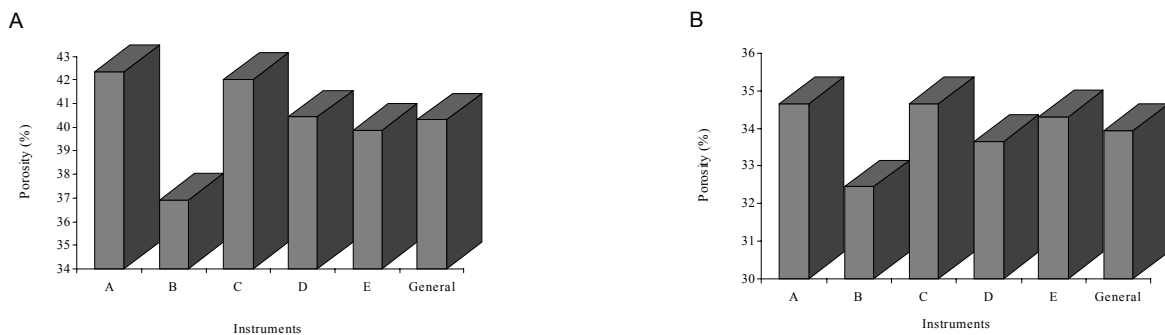 A
43
42
41
40
39
38
37
36
35
34
Porosity (%)
A B C D E General
Instruments
B
36
35
34
33
32
31
30
Porosity (%)
A B C D E General
Instruments